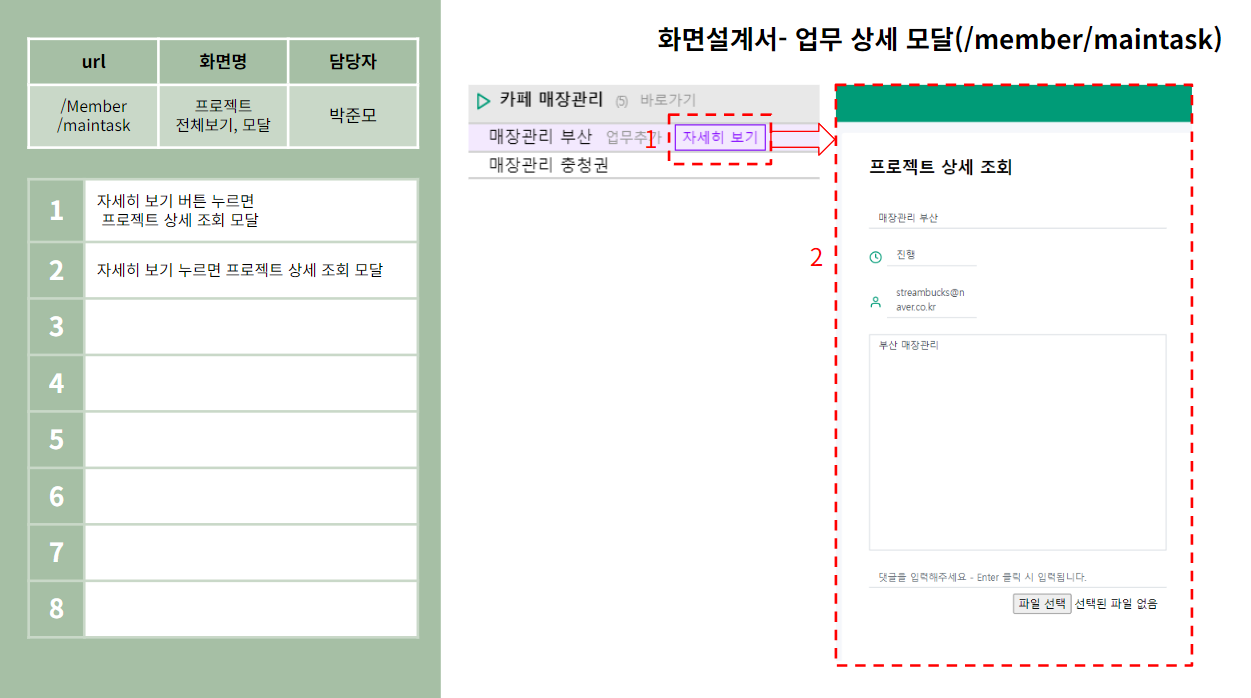 화면설계서- 업무 상세 모달(/member/maintask)
url 화면명 담당자
/Member
/maintask
프로젝트
전체보기, 모달
박준모
1 자세히 보기 버튼 누르면
프로젝트 상세 조회 모달
2 자세히 보기 누르면 프로젝트 상세 조회 모달
3
4
5
6
7
8
카페 매장관리 (5) 바로가기
매장관리 부산 업무추가 1 자세히 보기
매장관리 충청권
2
프로젝트 상세 조회
매장관리 부산
진행
streambucks@n
aver.co.kr
부산 매장관리
댓글을 입력해주세요 - Enter 클릭 시 입력됩니다.
파일 선택 선택된 파일 없음